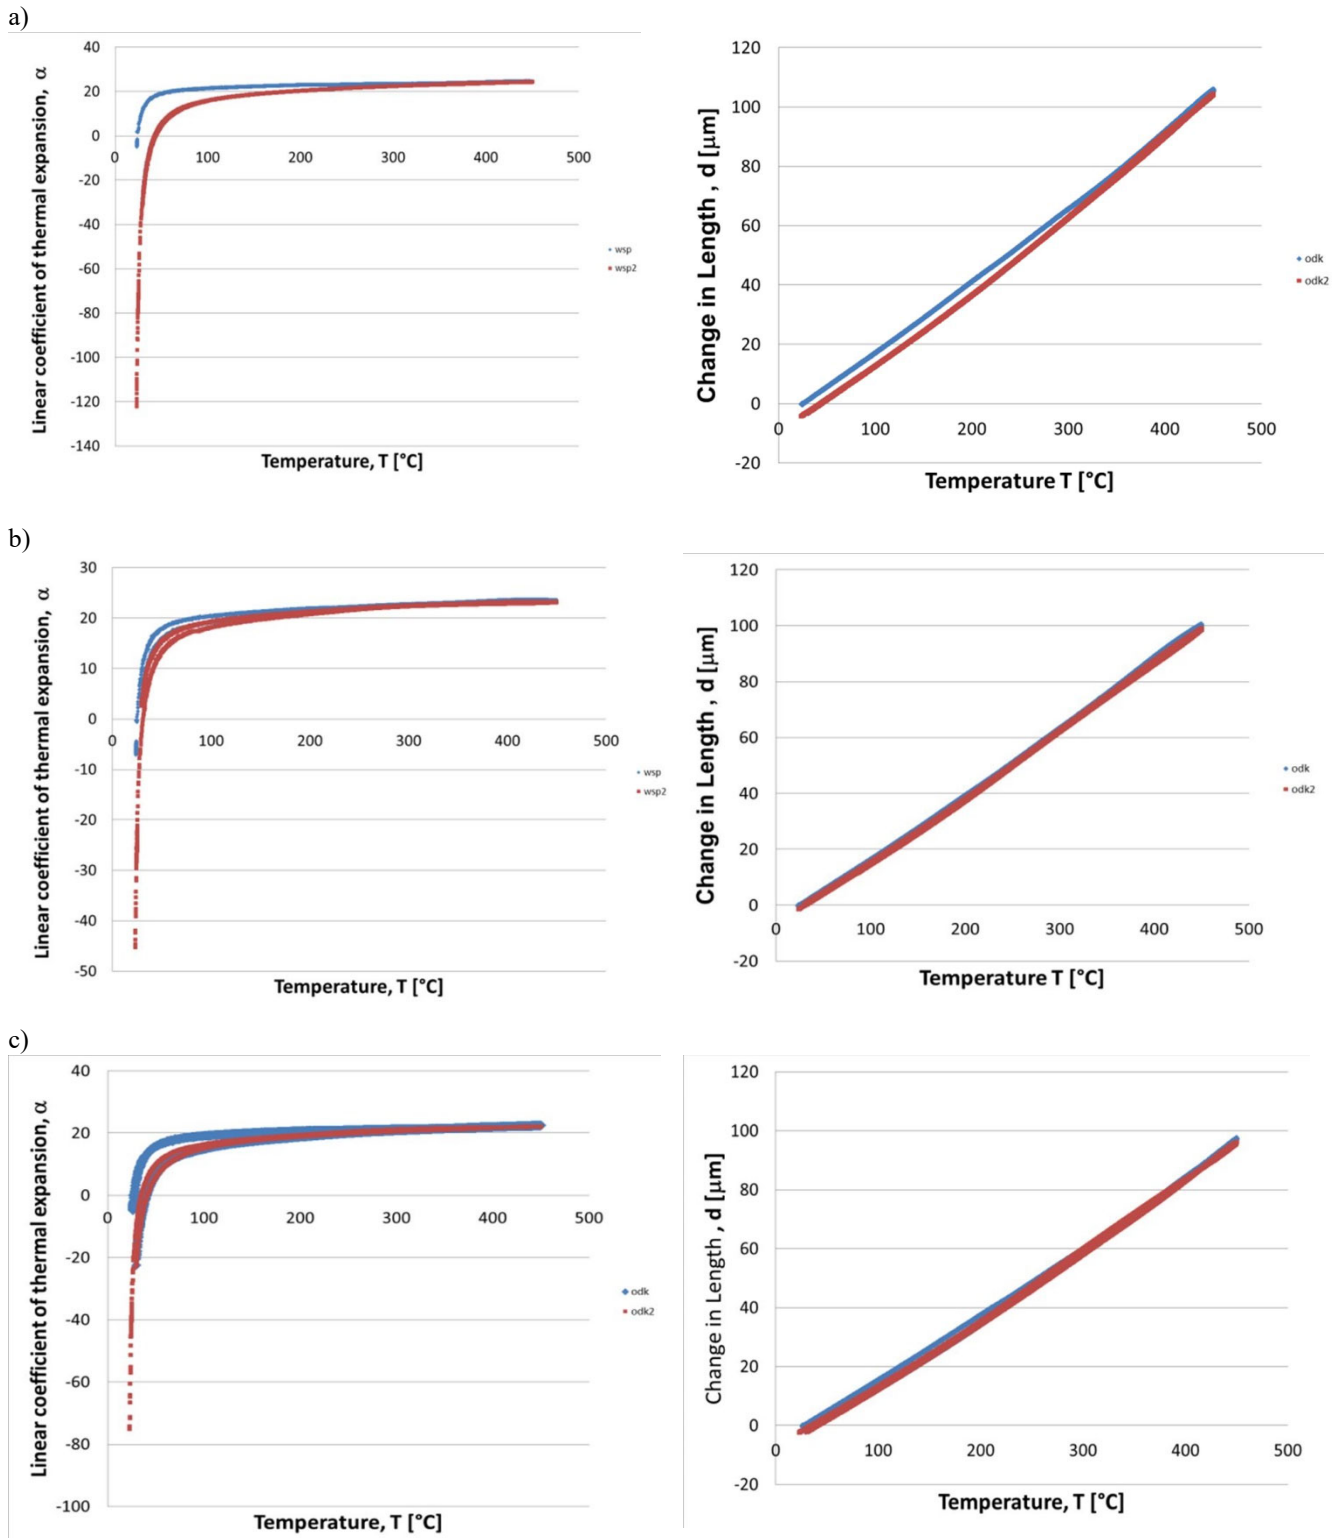 a)
40
20
0
-20
-40
-60
-80
-100
-120
-140
0 100 200 300 400 500
Linear coefficient of thermal expansion, α
Temperature, T [°C]
wsp
wsp2
120
100
80
60
40
20
0
-20
0 100 200 300 400 500
Change in Length , d [μm]
Temperature T [°C]
odk
odk2
b)
30
20
10
0
-10
-20
-30
-40
-50
0 100 200 300 400 500
Linear coefficient of thermal expansion, α
Temperature, T [°C]
wsp
wsp2
120
100
80
60
40
20
0
-20
0 100 200 300 400 500
Change in Length , d [μm]
Temperature T [°C]
odk
odk2
c)
40
20
0
-20
-40
-60
-80
-100
0 100 200 300 400 500
Linear coefficient of thermal expansion, α
Temperature, T [°C]
odk
odk2
120
100
80
60
40
20
0
-20
0 100 200 300 400 500
Change in Length , d [μm]
Temperature, T [°C]